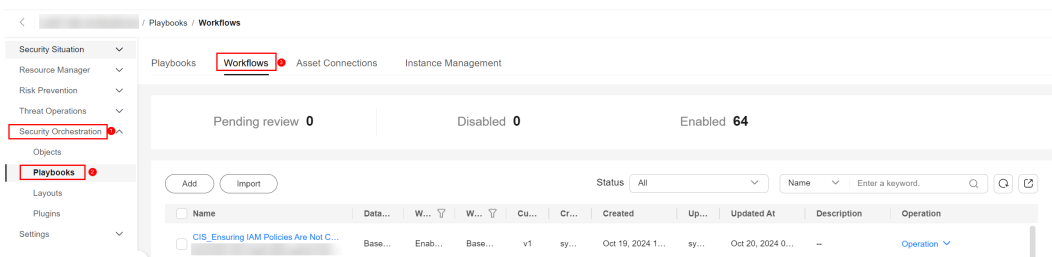 / Playbooks / Workflows
Security Situation
Resource Manager
Risk Prevention
Threat Operations
Security Orchestration 1
Objects
Playbooks 2
Layouts
Plugins
Settings
Playbooks Workflows 3 Asset Connections Instance Management
Pending review 0 Disabled 0 Enabled 64
Add Import Status All Name Enter a keyword.
Name Data... W... W... Cu... Cr... Created Up... Updated At Description Operation
CIS_Ensuring IAM Policies Are Not C...
Base... Enab... Base... v1 sy... Oct 19, 2024 1... sy... Oct 20, 2024 0... -- Operation